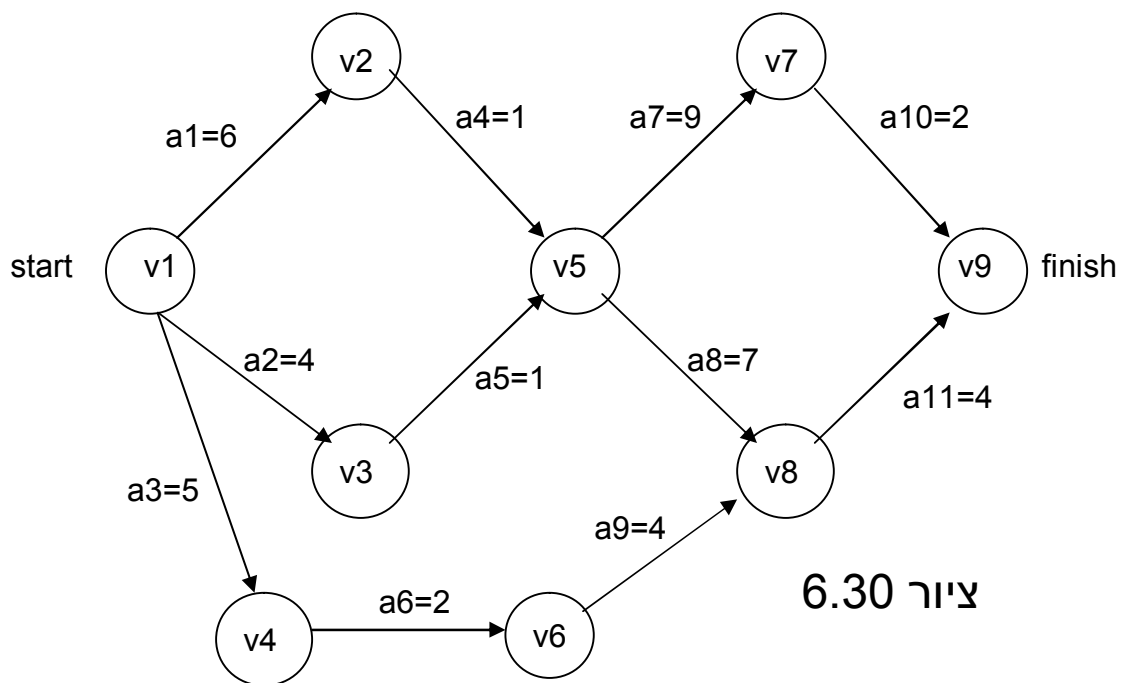 v2
v7
a1=6
a4=1
a7=9
a10=2
start
v1
v5
v9
finish
a2=4
a5=1
a8=7
a11=4
a3=5
v3
v8
a9=4
ציור 6.30
a6=2
v4
v6